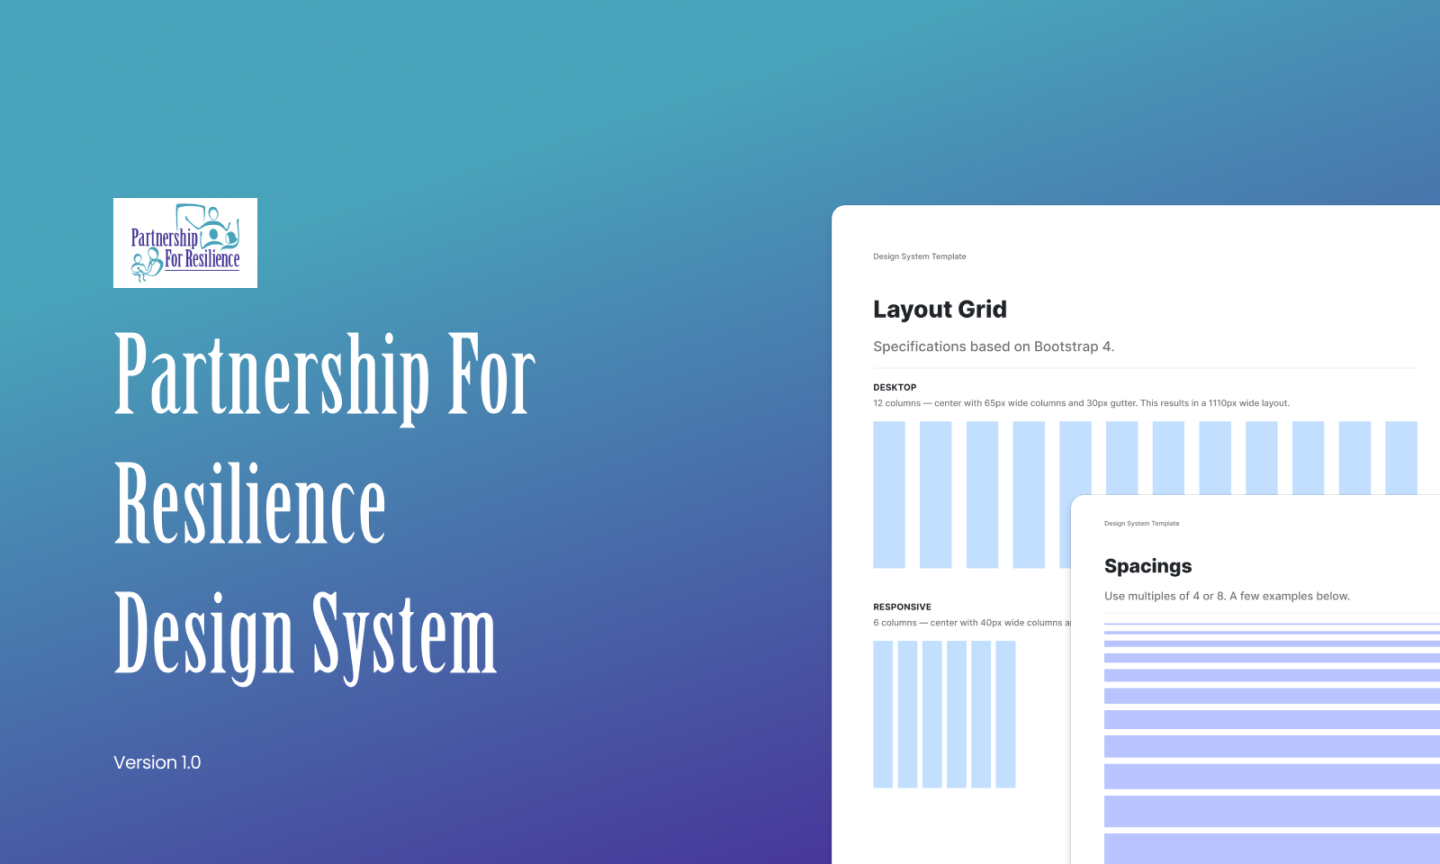 Partnership
For Resilience
Partnership For
Resilience
Design System
Version 1.0
Design System Template
Layout Grid
Specifications based on Bootstrap 4.
DESKTOP
12 columns — center with 65px wide columns and 30px gutter. This results in a 1110px wide layout.
RESPONSIVE
6 columns — center with 40px wide columns
Design System Template
Spacings
Use multiples of 4 or 8. A few examples below.